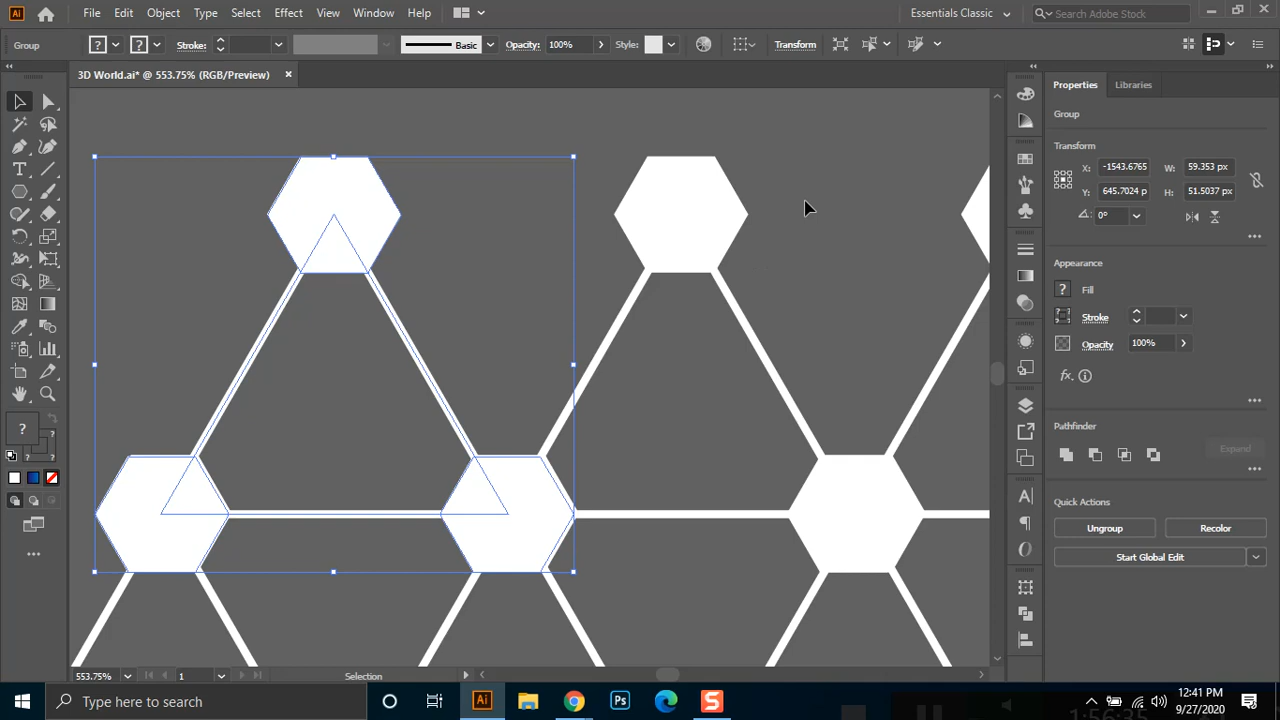 Ai File Edit Object Type Select Effect View Window Help Essentials Classic Search Adobe Stock
Group ? ? Stroke: Basic Opacity: 100% Style: Transform
3D World.ai* @ 553.75% (RGB/Preview) ×
Properties Libraries
Group
Transform
X: -1543.6765 W: 59.353 px
Y: 645.7024 p H: 51.5037 px
0°
Appearance
? Fill
Stroke
Opacity 100%
fx.
Pathfinder
Expand
Quick Actions
Ungroup Recolor
Start Global Edit
?
553.75% 1 Selection
Type here to search Ai Ps S 12:41 PM
9/27/2020